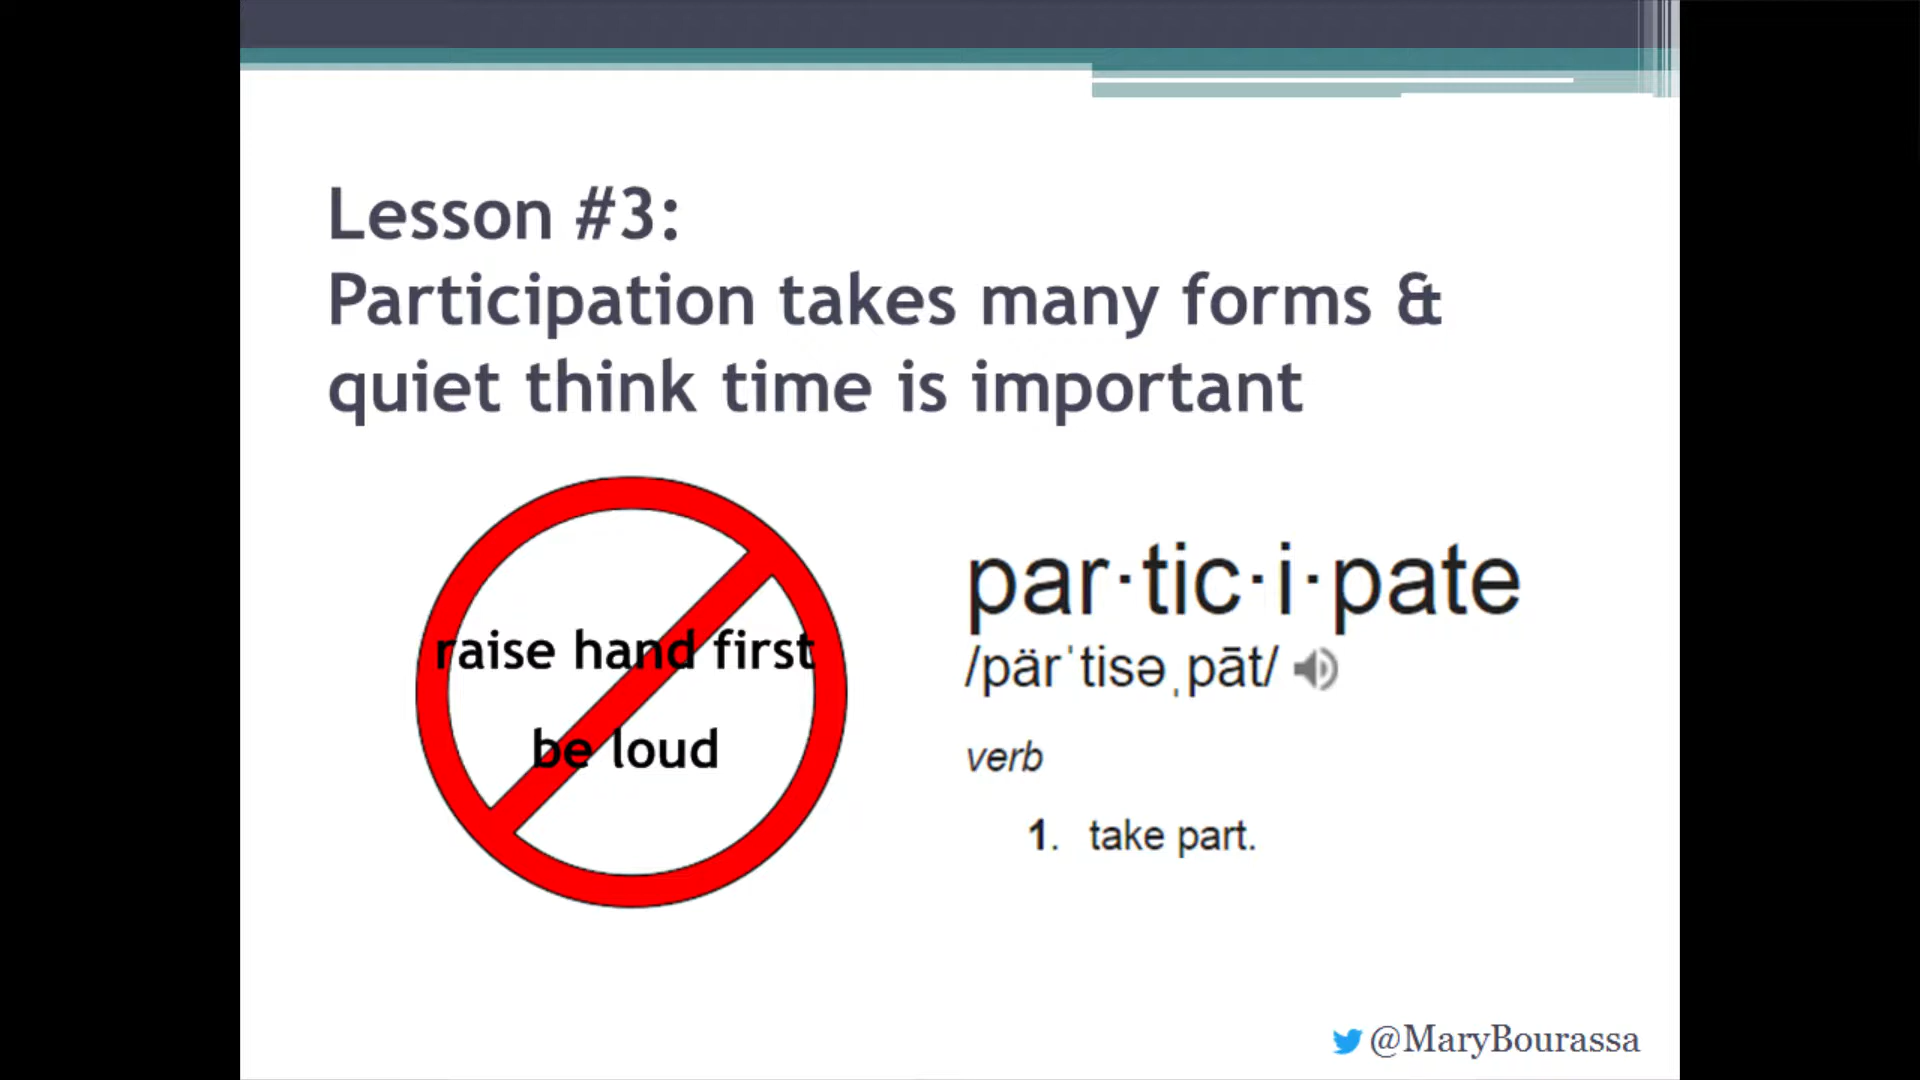 Lesson #3:
Participation takes many forms &
quiet think time is important
raise hand first
be loud
par·tic·i·pate
/pärˈtisəˌpāt/
verb
1. take part.
@MaryBourassa